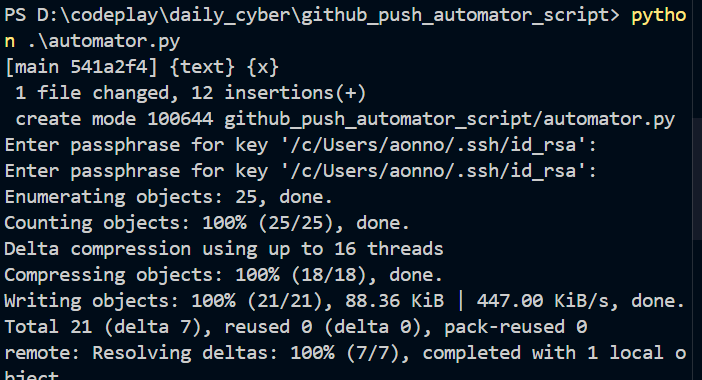 PS D:\codeplay\daily_cyber\github_push_automator_script> pytho
n .\automator.py
[main 541a2f4] {text} {x}
 1 file changed, 12 insertions(+)
 create mode 100644 github_push_automator_script/automator.py
Enter passphrase for key '/c/Users/aonno/.ssh/id_rsa':
Enter passphrase for key '/c/Users/aonno/.ssh/id_rsa':
Enumerating objects: 25, done.
Counting objects: 100% (25/25), done.
Delta compression using up to 16 threads
Compressing objects: 100% (18/18), done.
Writing objects: 100% (21/21), 88.36 KiB | 447.00 KiB/s, done.
Total 21 (delta 7), reused 0 (delta 0), pack-reused 0
remote: Resolving deltas: 100% (7/7), completed with 1 local o
bject